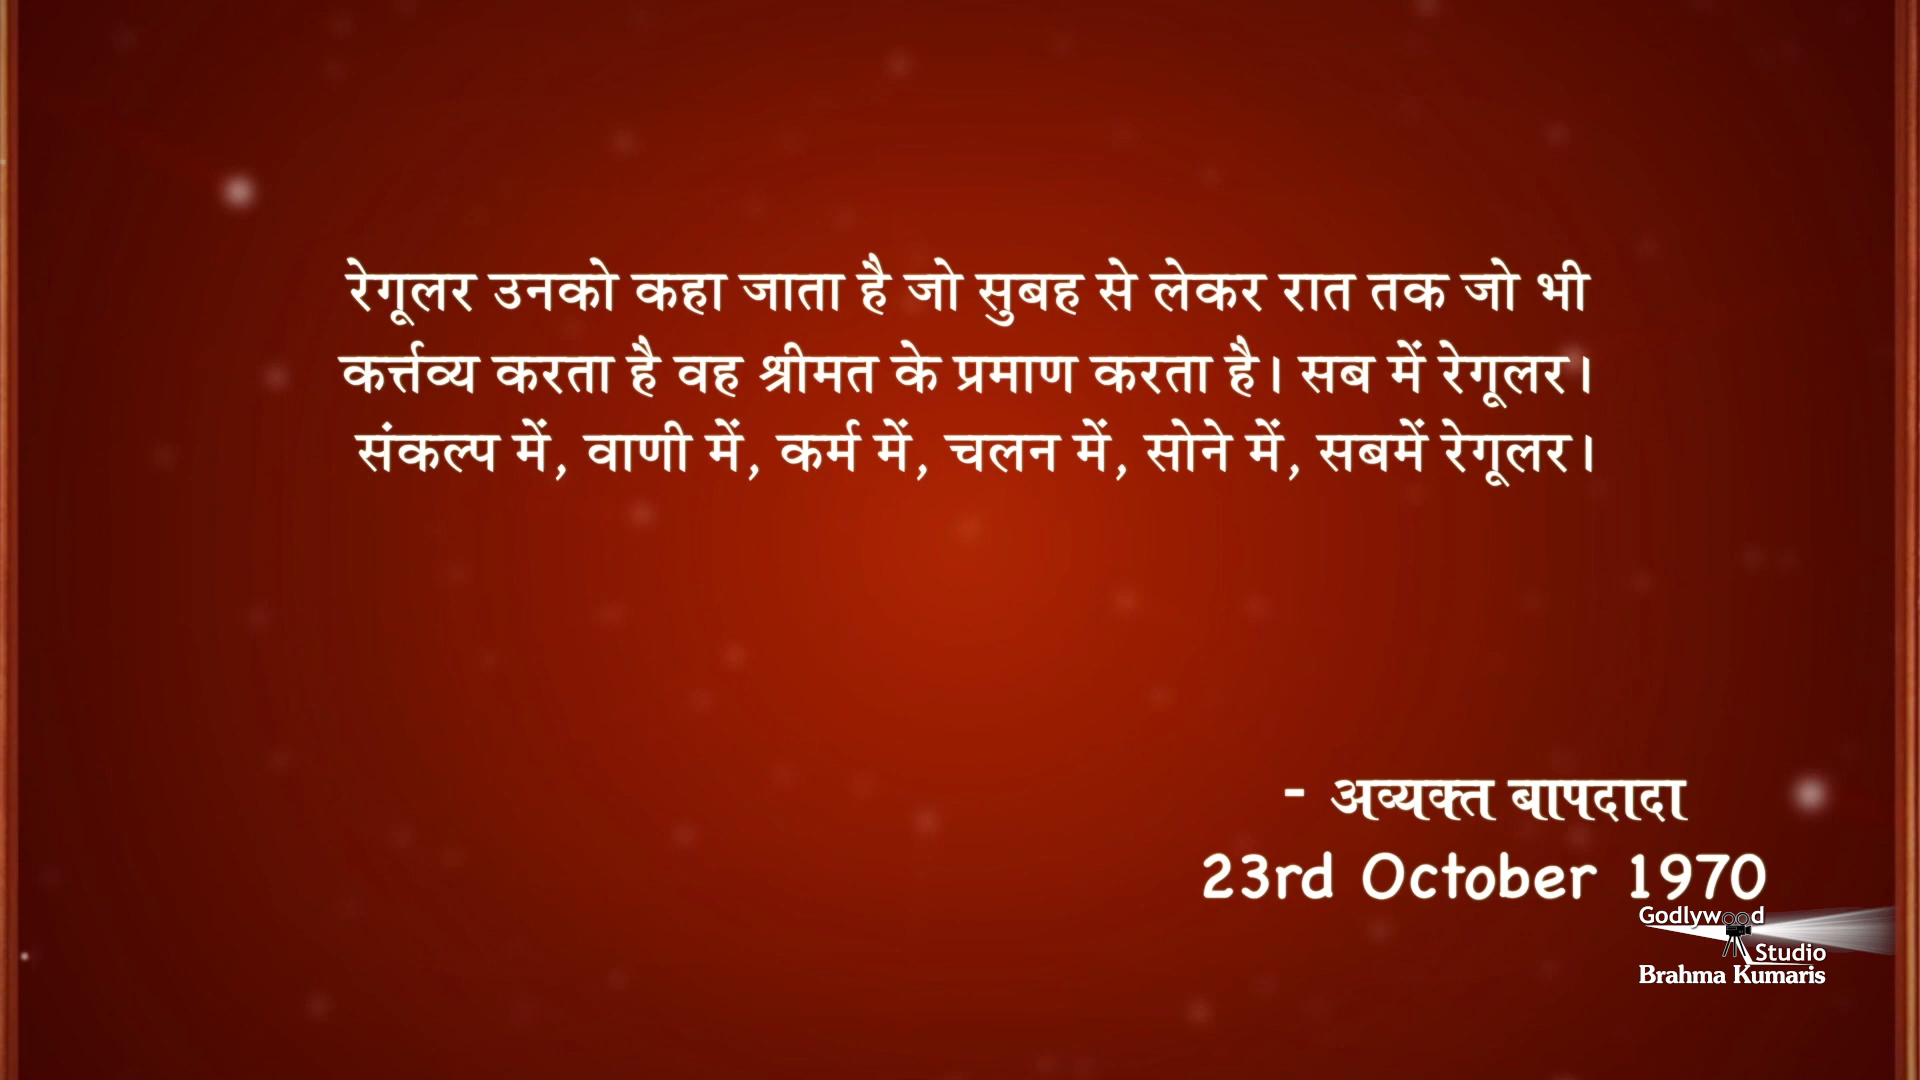 रेगूलर उनको कहा जाता है जो सुबह से लेकर रात तक जो भी
कर्त्तव्य करता है वह श्रीमत के प्रमाण करता है। सब में रेगूलर।
संकल्प में, वाणी में, कर्म में, चलन में, सोने में, सबमें रेगूलर।
- अव्यक्त बापदादा
23rd October 1970
Godlywood
Studio
Brahma Kumaris